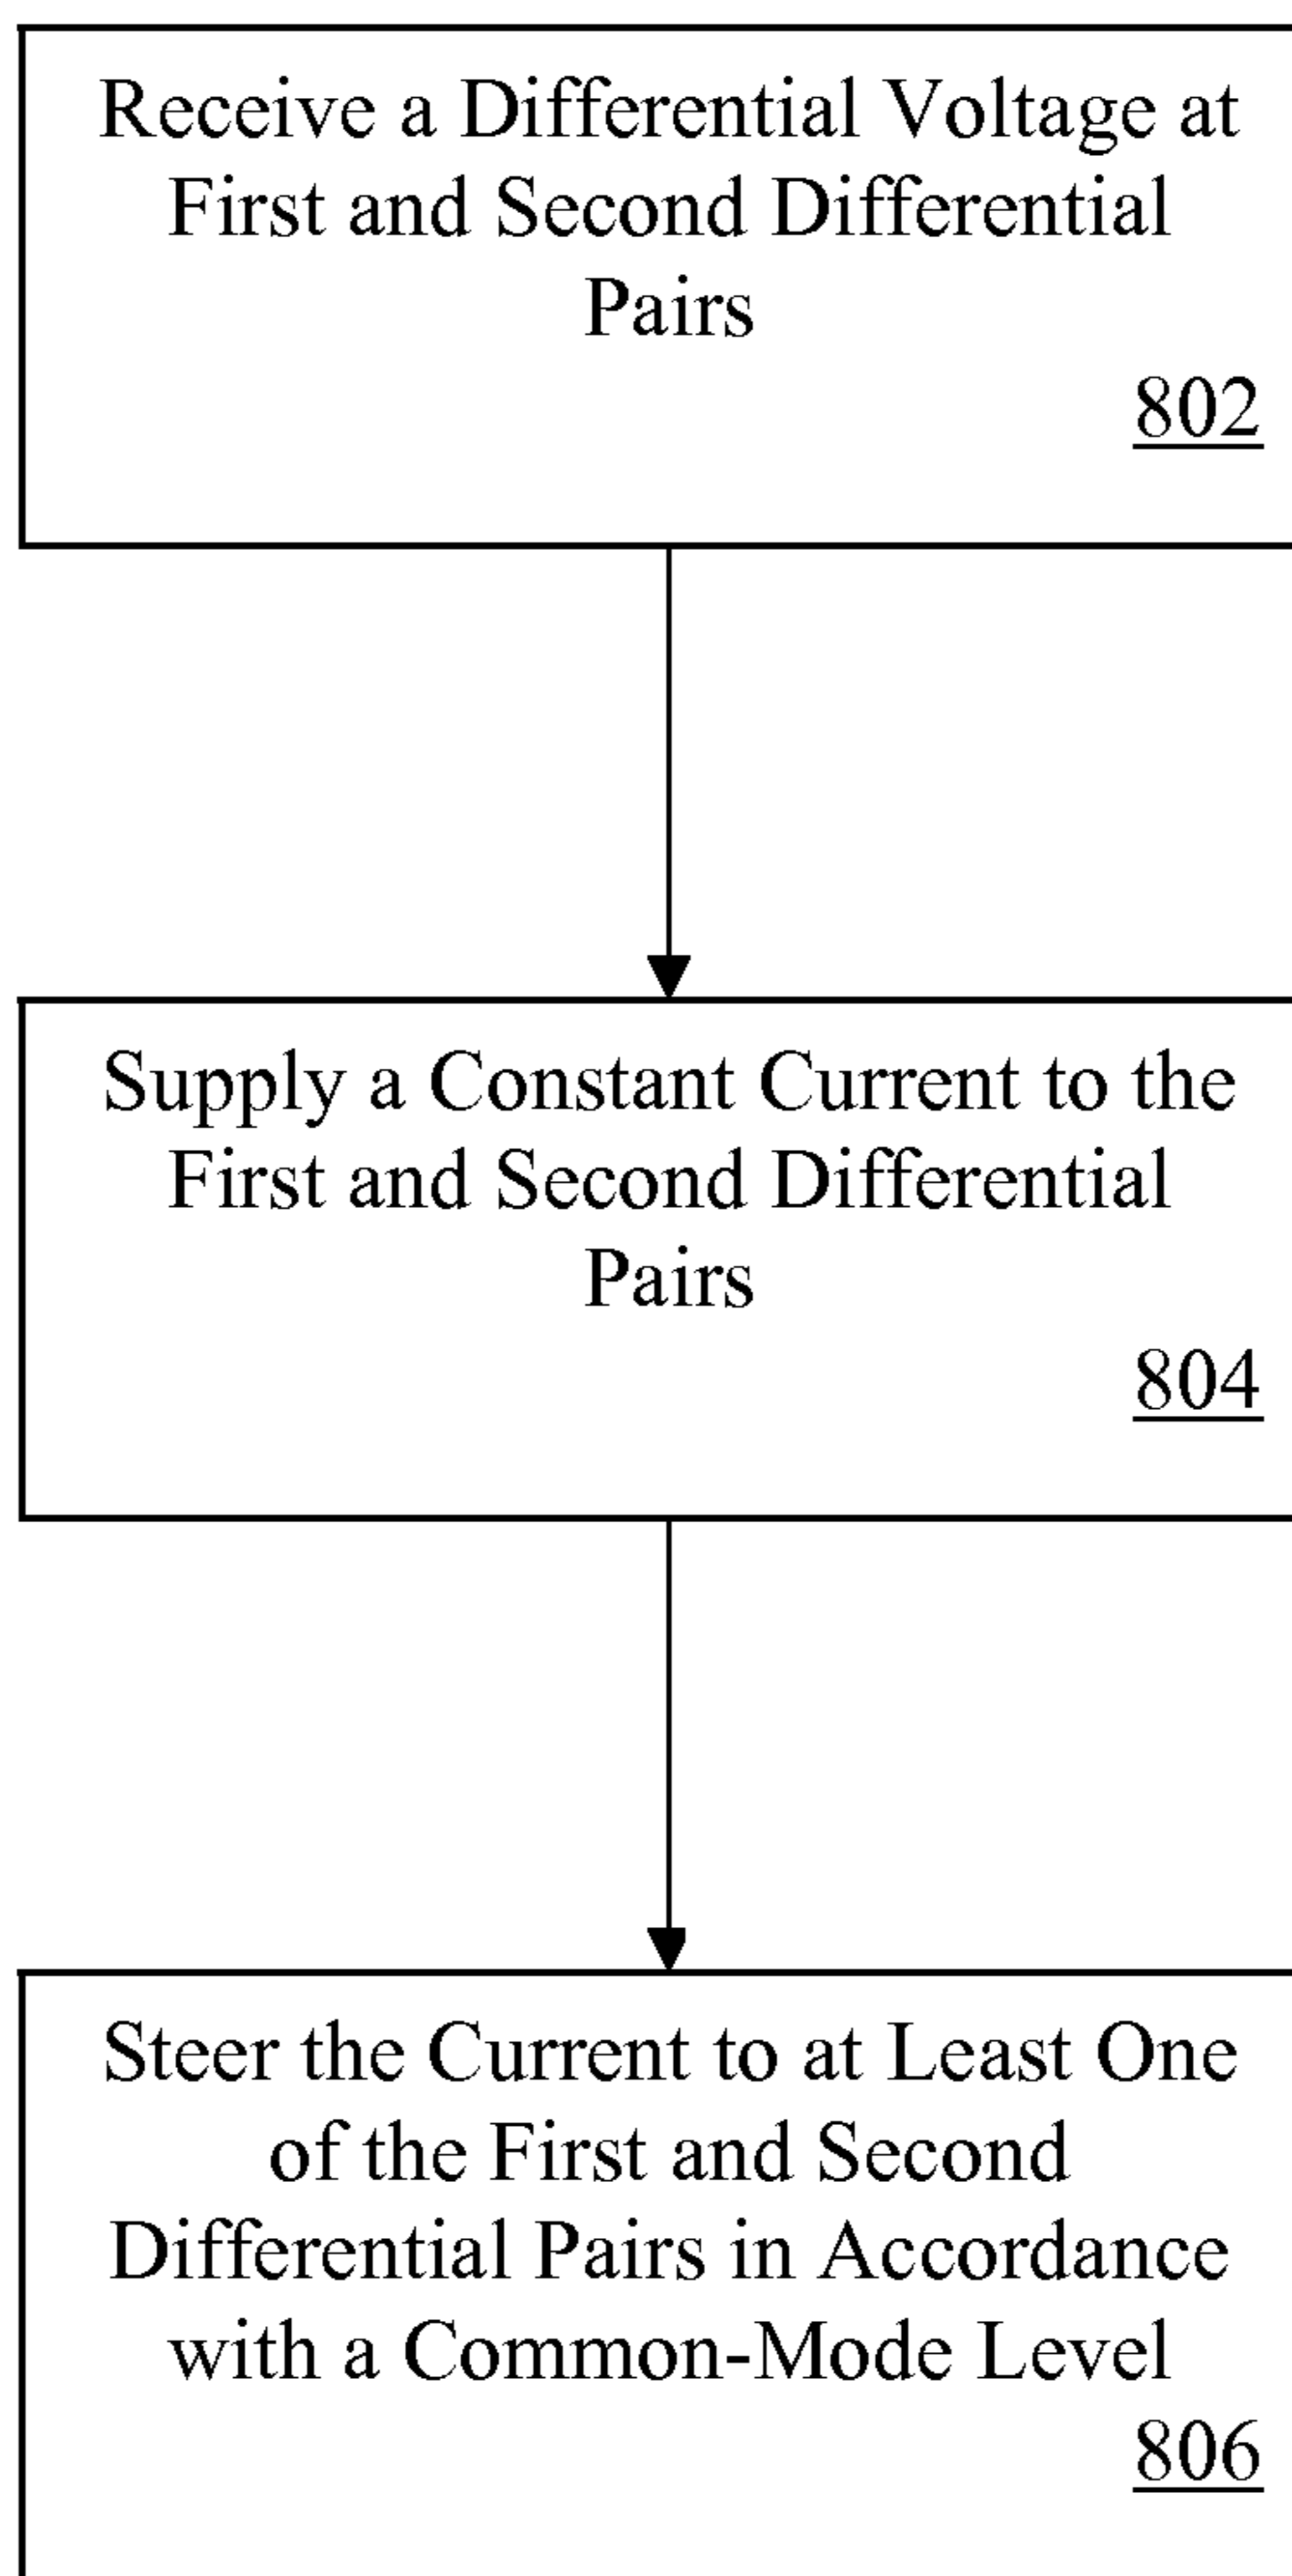 Receive a Differential Voltage at
First and Second Differential
Pairs
802
Supply a Constant Current to the
First and Second Differential
Pairs
804
Steer the Current to at Least One
of the First and Second
Differential Pairs in Accordance
with a Common-Mode Level
806